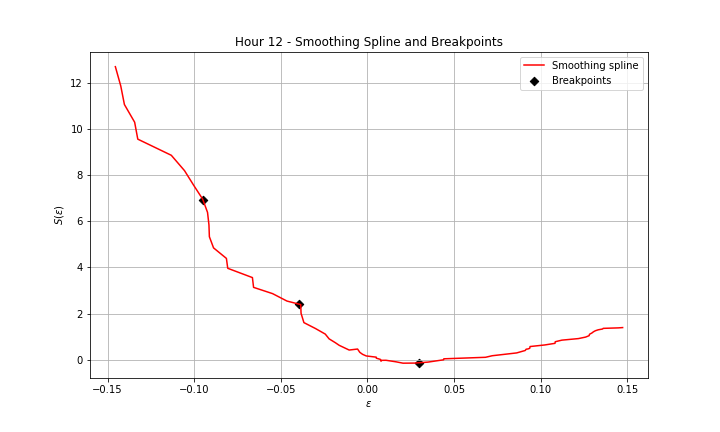 Hour 12 - Smoothing Spline and Breakpoints
Smoothing spline
Breakpoints
S(ε)
12
10
8
6
4
2
0
−0.15 −0.10 −0.05 0.00 0.05 0.10 0.15
ε